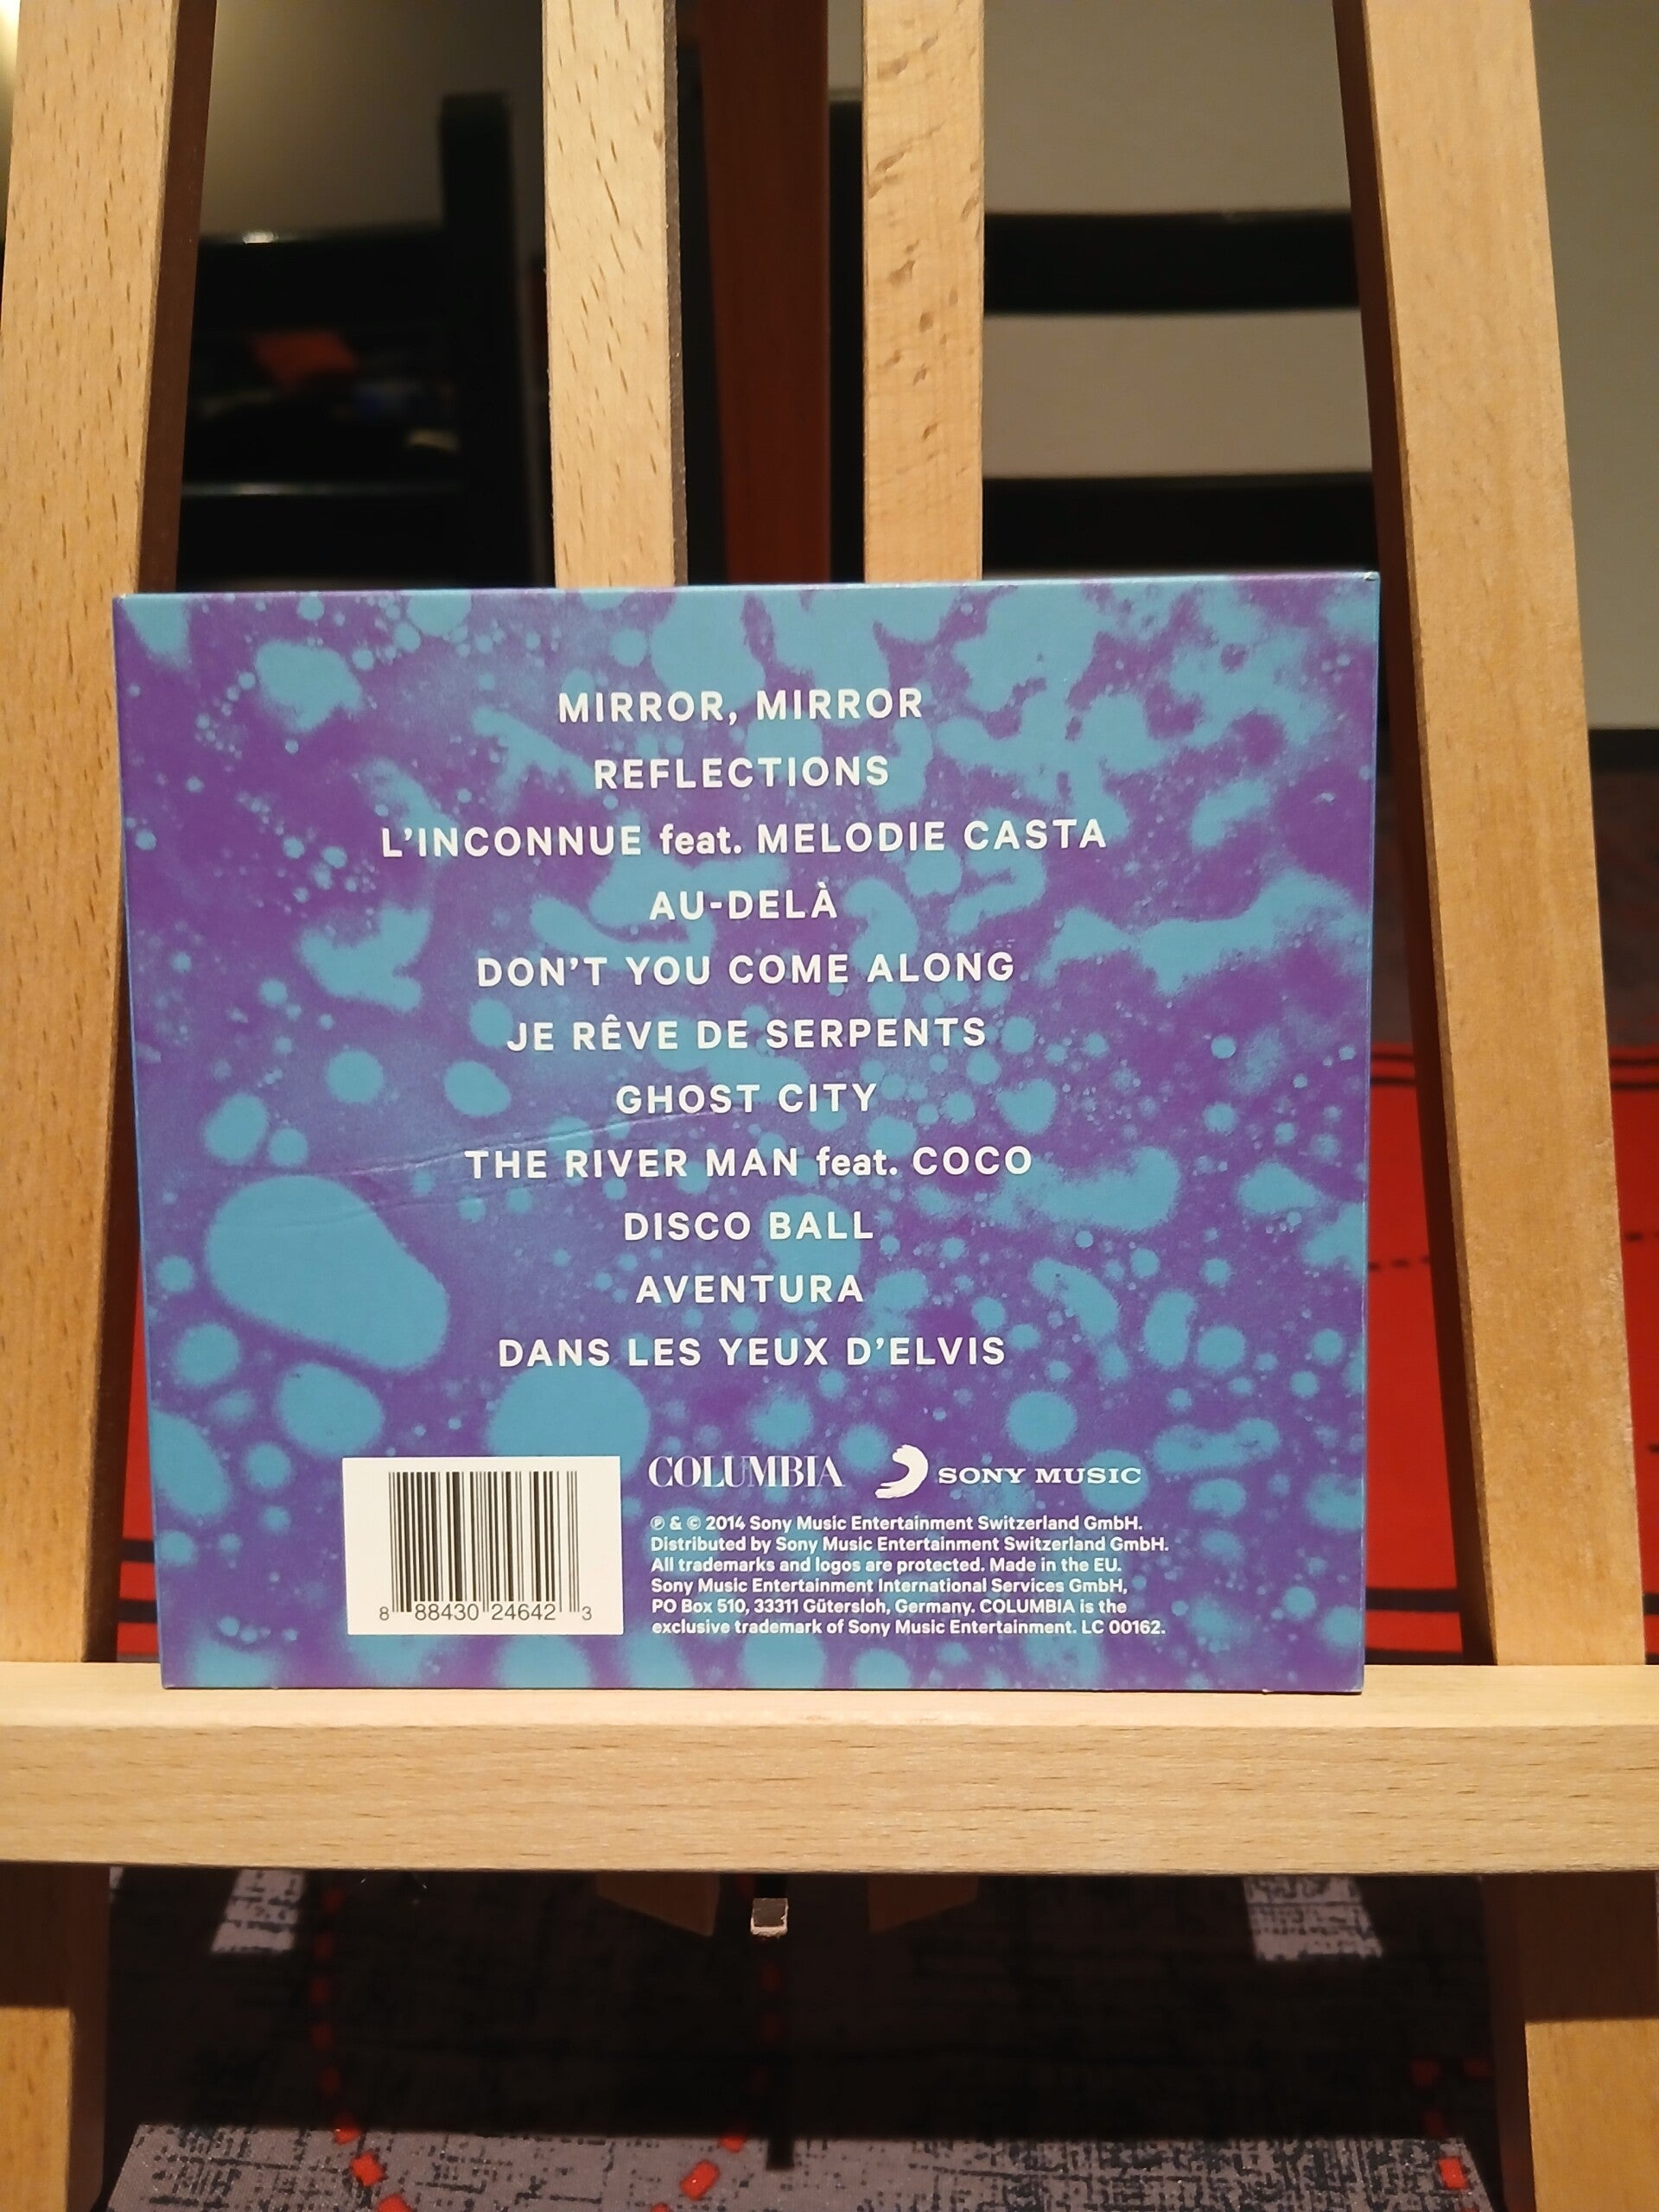 MIRROR, MIRROR
REFLECTIONS
L'INCONNUE feat. MELODIE CASTA
AU-DELÀ
DON'T YOU COME ALONG
JE RÊVE DE SERPENTS
GHOST CITY
THE RIVER MAN feat. COCO
DISCO BALL
AVENTURA
DANS LES YEUX D'ELVIS
COLUMBIA SONY MUSIC
℗ & © 2014 Sony Music Entertainment Switzerland GmbH.
Distributed by Sony Music Entertainment Switzerland GmbH.
All trademarks and logos are protected. Made in the EU.
Sony Music Entertainment International Services GmbH,
PO Box 510, 33311 Gütersloh, Germany. COLUMBIA is the
exclusive trademark of Sony Music Entertainment. LC 00162.
8 88430 24642 3